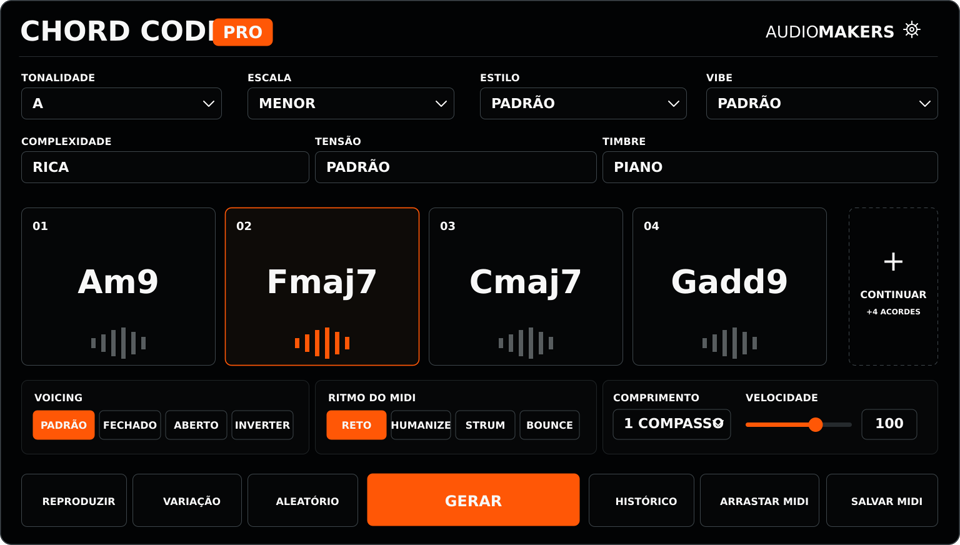 CHORD CODE PRO
AUDIOMAKERS
TONALIDADE ESCALA ESTILO VIBE
A MENOR PADRÃO PADRÃO
COMPLEXIDADE TENSÃO TIMBRE
RICA PADRÃO PIANO
01 02 03 04
Am9 Fmaj7 Cmaj7 Gadd9
CONTINUAR
+4 ACORDES
VOICING RITMO DO MIDI COMPRIMENTO VELOCIDADE
PADRÃO FECHADO ABERTO INVERTER RETO HUMANIZE STRUM BOUNCE 1 COMPASSO 100
REPRODUZIR VARIAÇÃO ALEATÓRIO GERAR HISTÓRICO ARRASTAR MIDI SALVAR MIDI